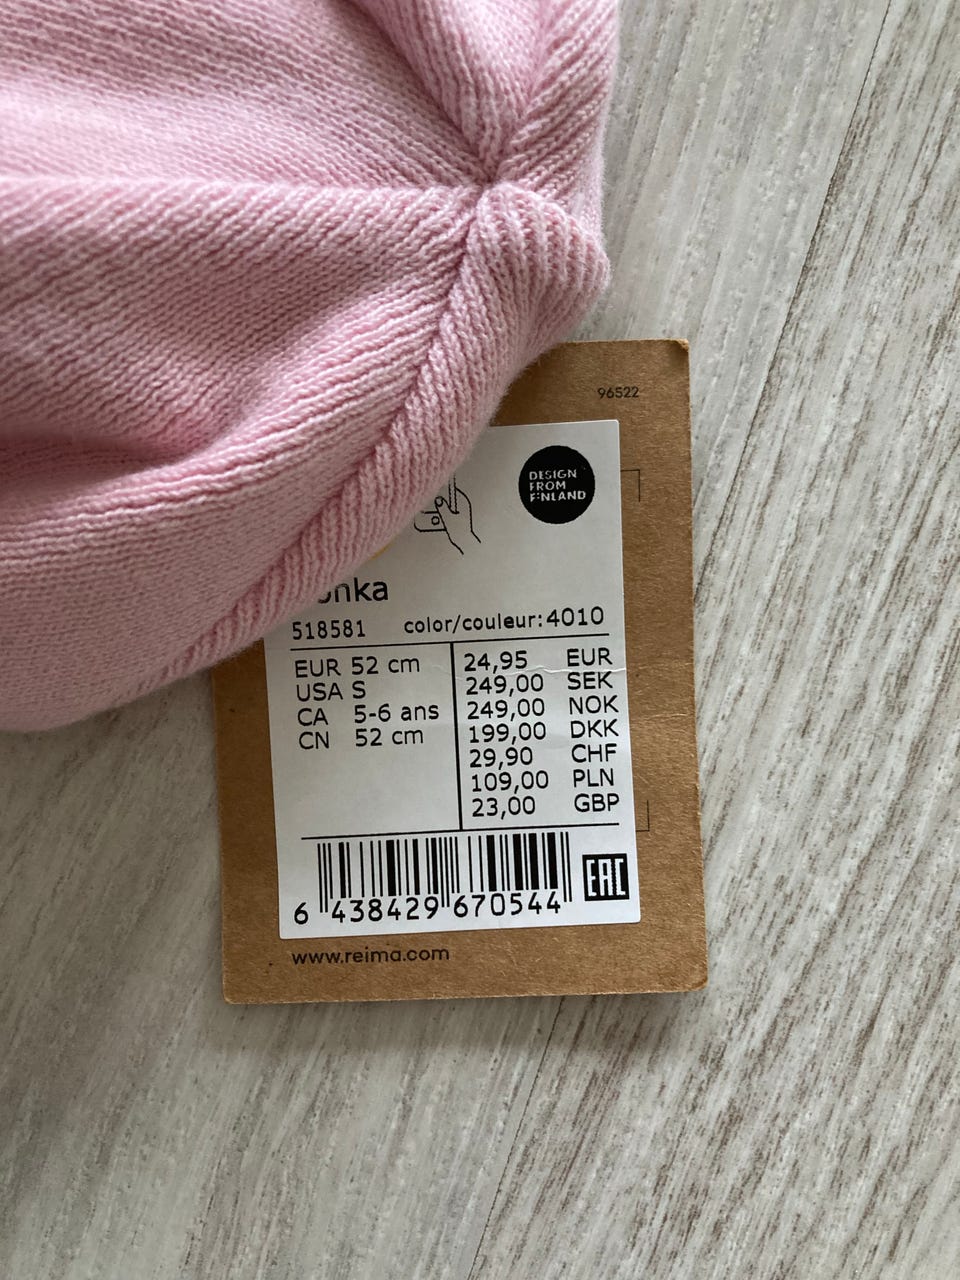 96522
DESIGN
FROM
FINLAND
518581 color/couleur:4010
EUR 52 cm
USA S
CA 5-6 ans
CN 52 cm
24,95 EUR
249,00 SEK
249,00 NOK
199,00 DKK
29,90 CHF
109,00 PLN
23,00 GBP
6 438429 670544
EAC
www.reima.com